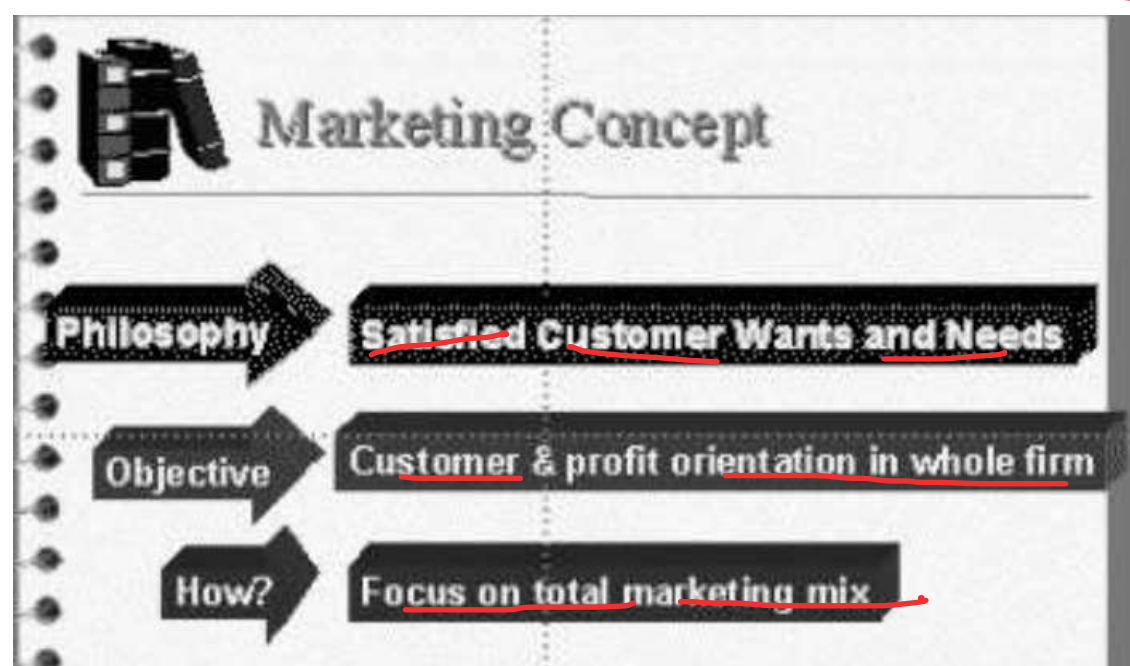 Marketing Concept
Philosophy Satisfied Customer Wants and Needs
Objective Customer & profit orientation in whole firm
How? Focus on total marketing mix